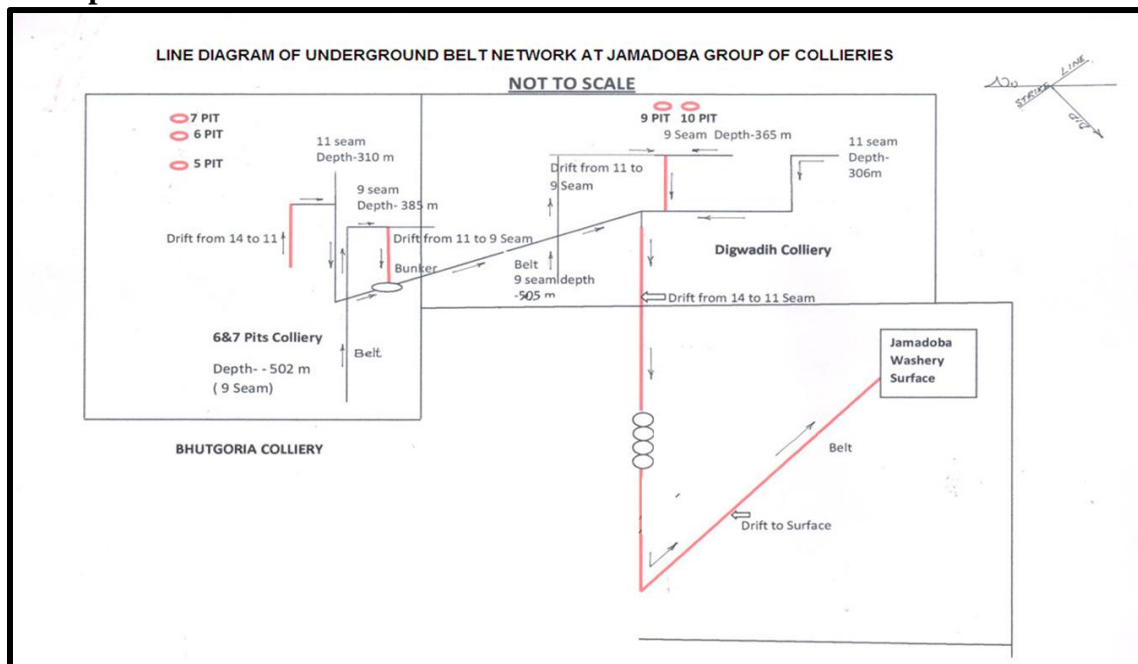 LINE DIAGRAM OF UNDERGROUND BELT NETWORK AT JAMADOBA GROUP OF COLLIERIES
NOT TO SCALE
STRIKE LINE
DIP
7 PIT
6 PIT
5 PIT
11 seam
Depth-310 m
9 seam
Depth- 385 m
Drift from 14 to 11
Drift from 11 to 9 Seam
Bunker
6&7 Pits Colliery
Depth- - 502 m
( 9 Seam)
Belt
BHUTGORIA COLLIERY
9 PIT 10 PIT
9 Seam Depth-365 m
Drift from 11 to
9 Seam
11 seam
Depth-
306m
Digwadih Colliery
Belt
9 seam depth
-505 m
Drift from 14 to 11 Seam
Jamadoba
Washery
Surface
Belt
Drift to Surface